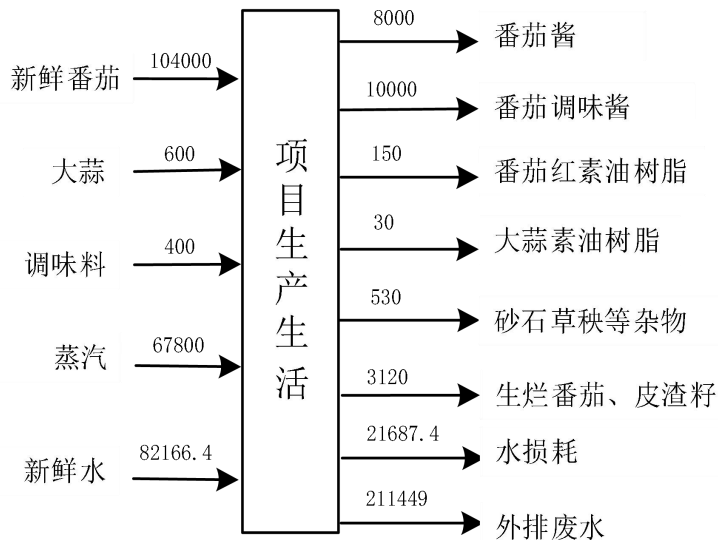 新鲜番茄
104000
大蒜
600
调味料
400
蒸汽
67800
新鲜水
82166.4
项目生产生活
8000
番茄酱
10000
番茄调味酱
150
番茄红素油树脂
30
大蒜素油树脂
530
砂石草秧等杂物
3120
生烂番茄、皮渣籽
21687.4
水损耗
211449
外排废水